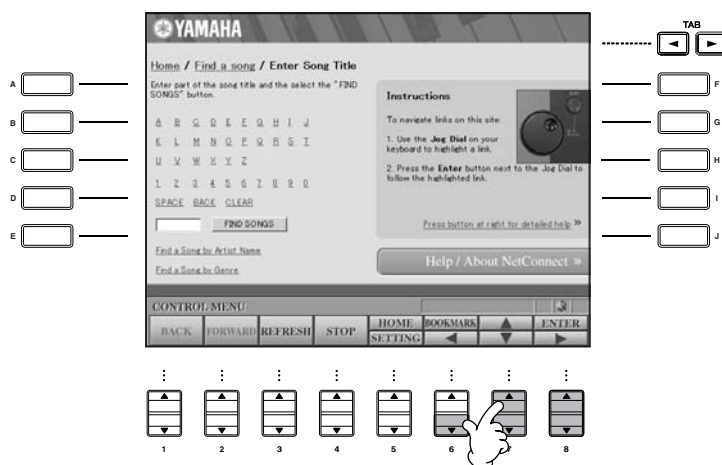 YAMAHA
TAB
Home / Find a song / Enter Song Title
Enter part of the song title and the select the "FIND
SONGS" button.
A B C D E F G H I J
K L M N O P Q R S T
U V W X Y Z
1 2 3 4 5 6 7 8 9 0
SPACE BACK CLEAR
FIND SONGS
Find a Song by Artist Name
Find a Song by Genre
Instructions
To navigate links on this site:
1. Use the Jog Dial on your
keyboard to highlight a link.
2. Press the Enter button next to the Jog Dial to
follow the highlighted link.
Press button at right for detailed help »
Help / About NetConnect »
CONTROL MENU
BACK FORWARD REFRESH STOP HOME BOOKMARK ENTER
SETTING
A
B
C
D
E
F
G
H
I
J
1 2 3 4 5 6 7 8